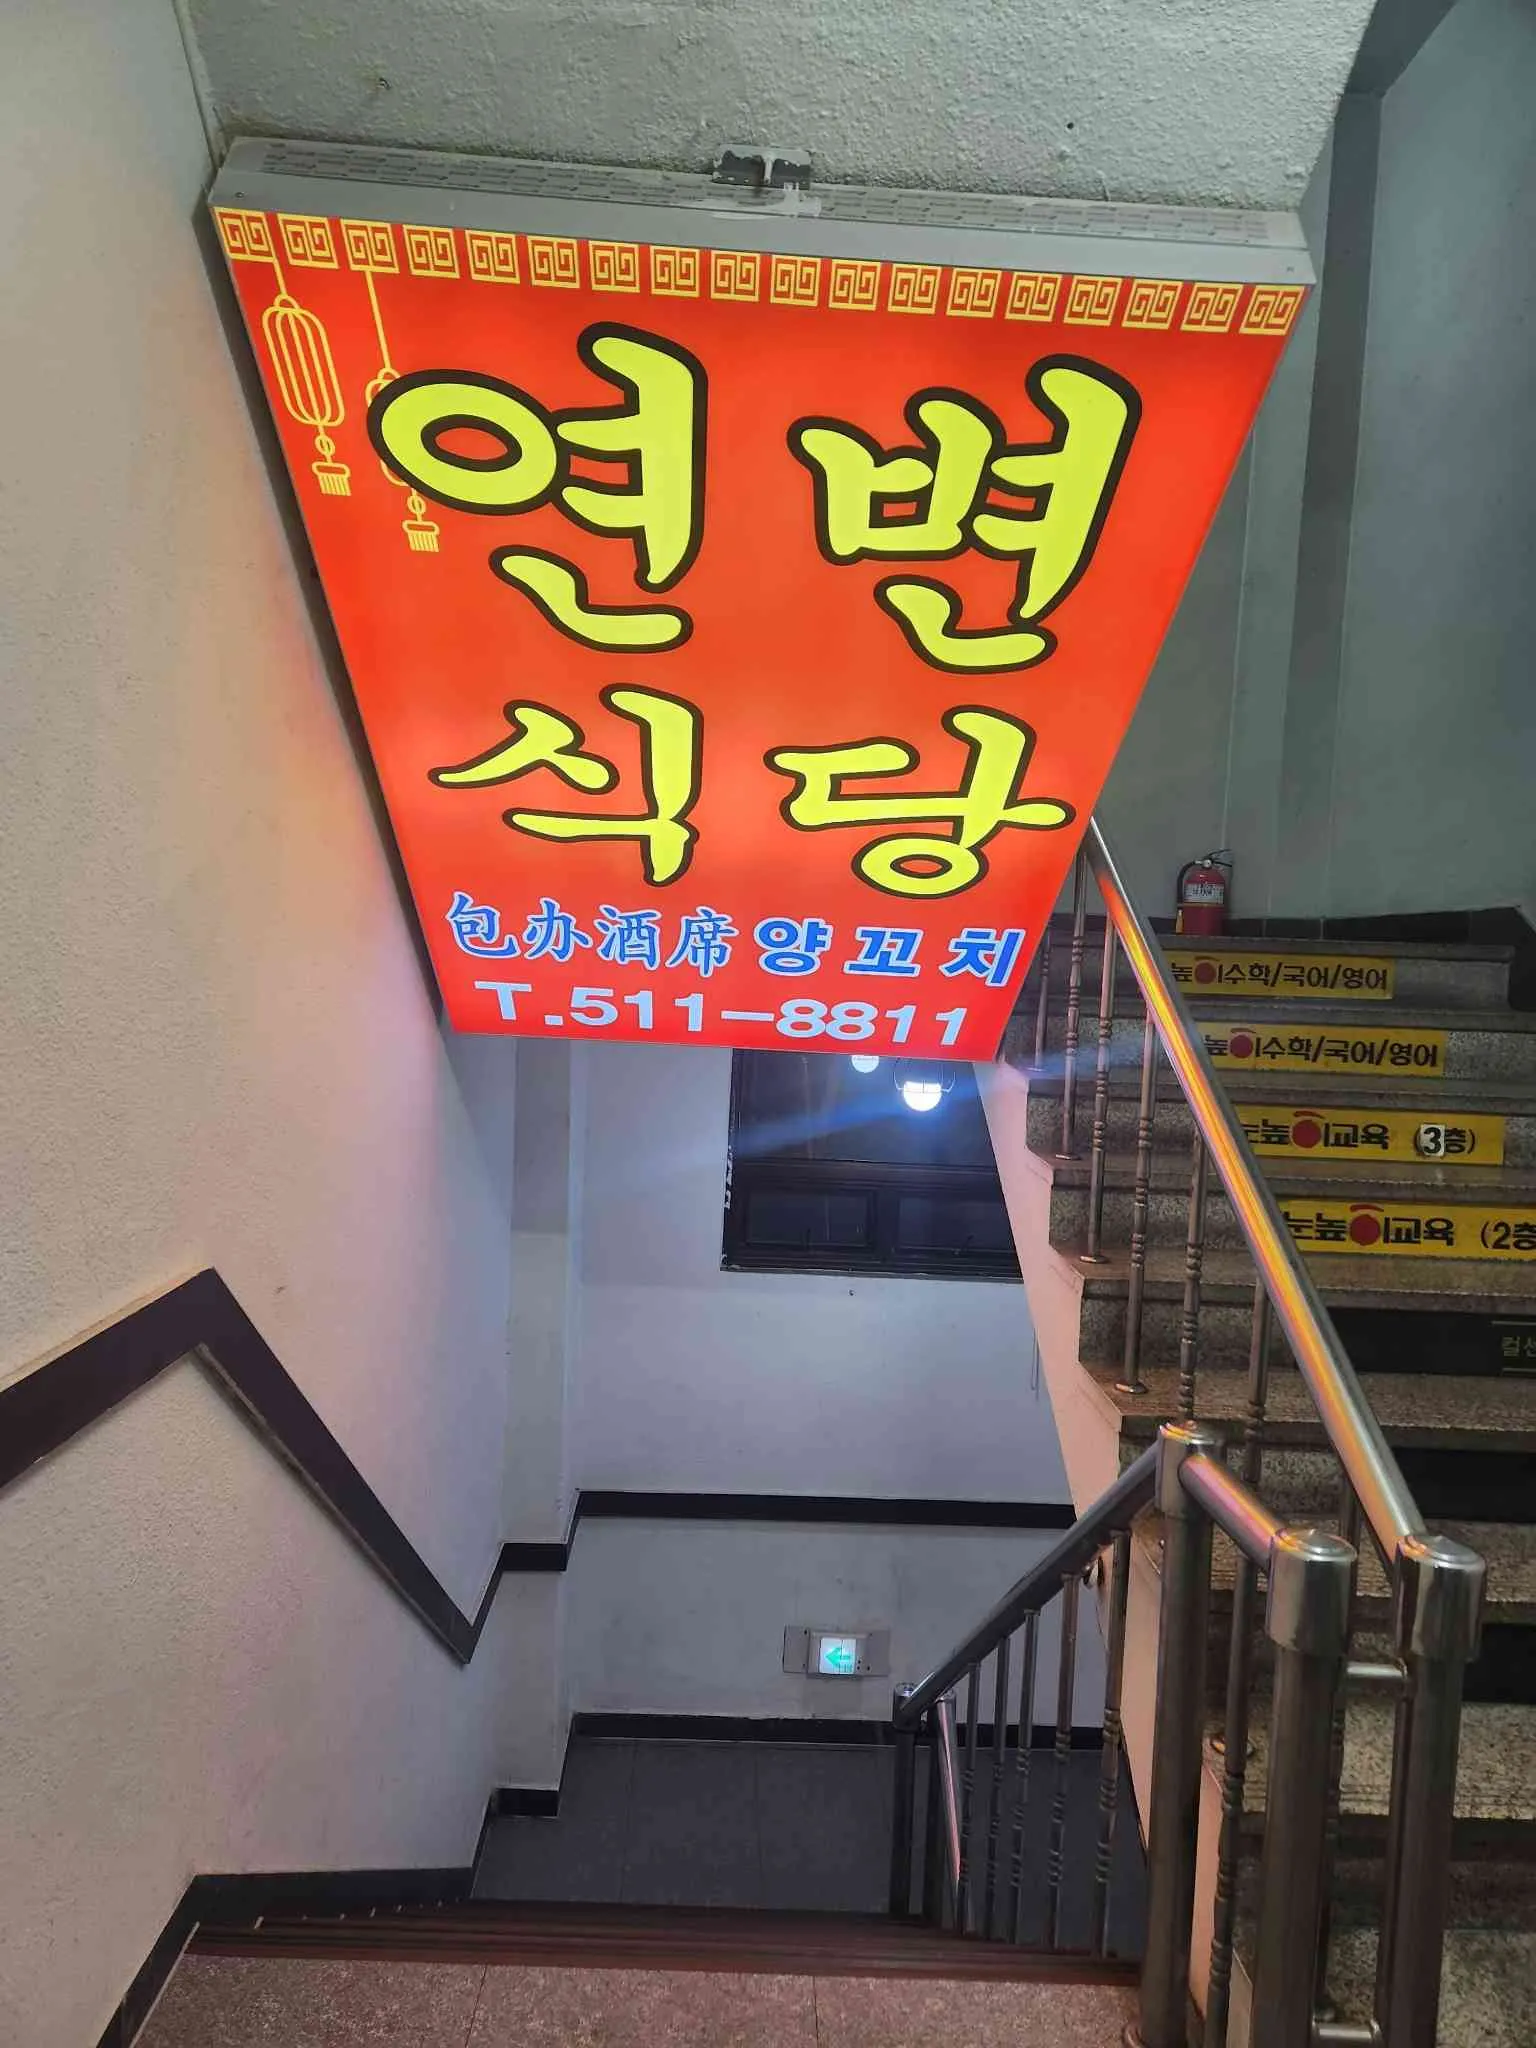 연변
식당
包办酒席 양꼬치
T.511-8811
높이수학/국어/영어
높이수학/국어/영어
눈높이교육 (3층)
눈높이교육 (2층
컬션